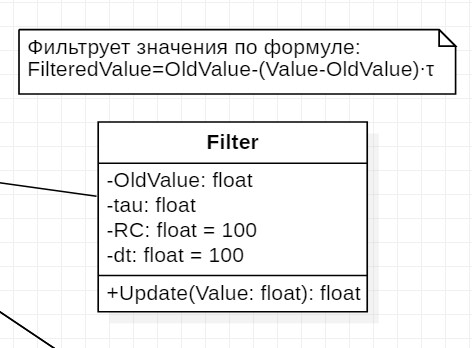 Фильтрует значения по формуле:
FilteredValue=OldValue-(Value-OldValue)·τ
Filter
-OldValue: float
-tau: float
-RC: float = 100
-dt: float = 100
+Update(Value: float): float